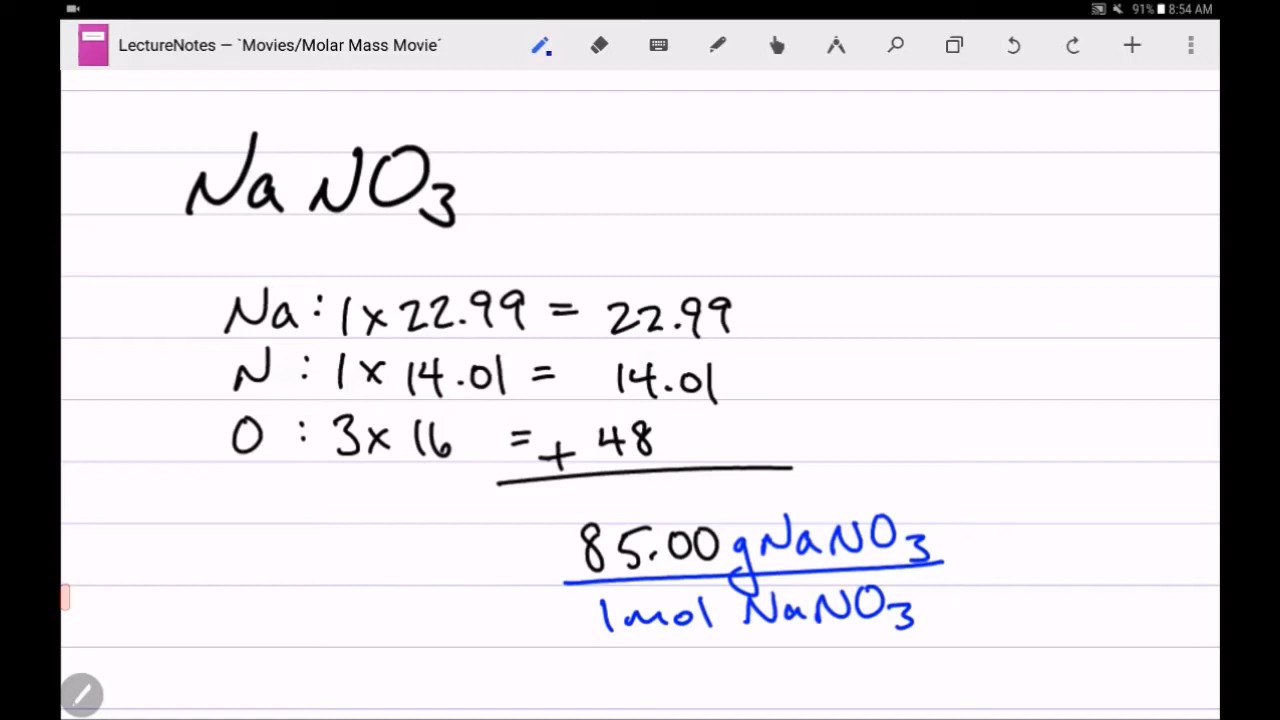 91% 8:54 AM
LectureNotes – `Movies/Molar Mass Movie´
NaNO₃
Na : 1 x 22.99 = 22.99
N : 1 x 14.01 = 14.01
O : 3 x 16 = + 48
85.00 g NaNO₃
1 mol NaNO₃